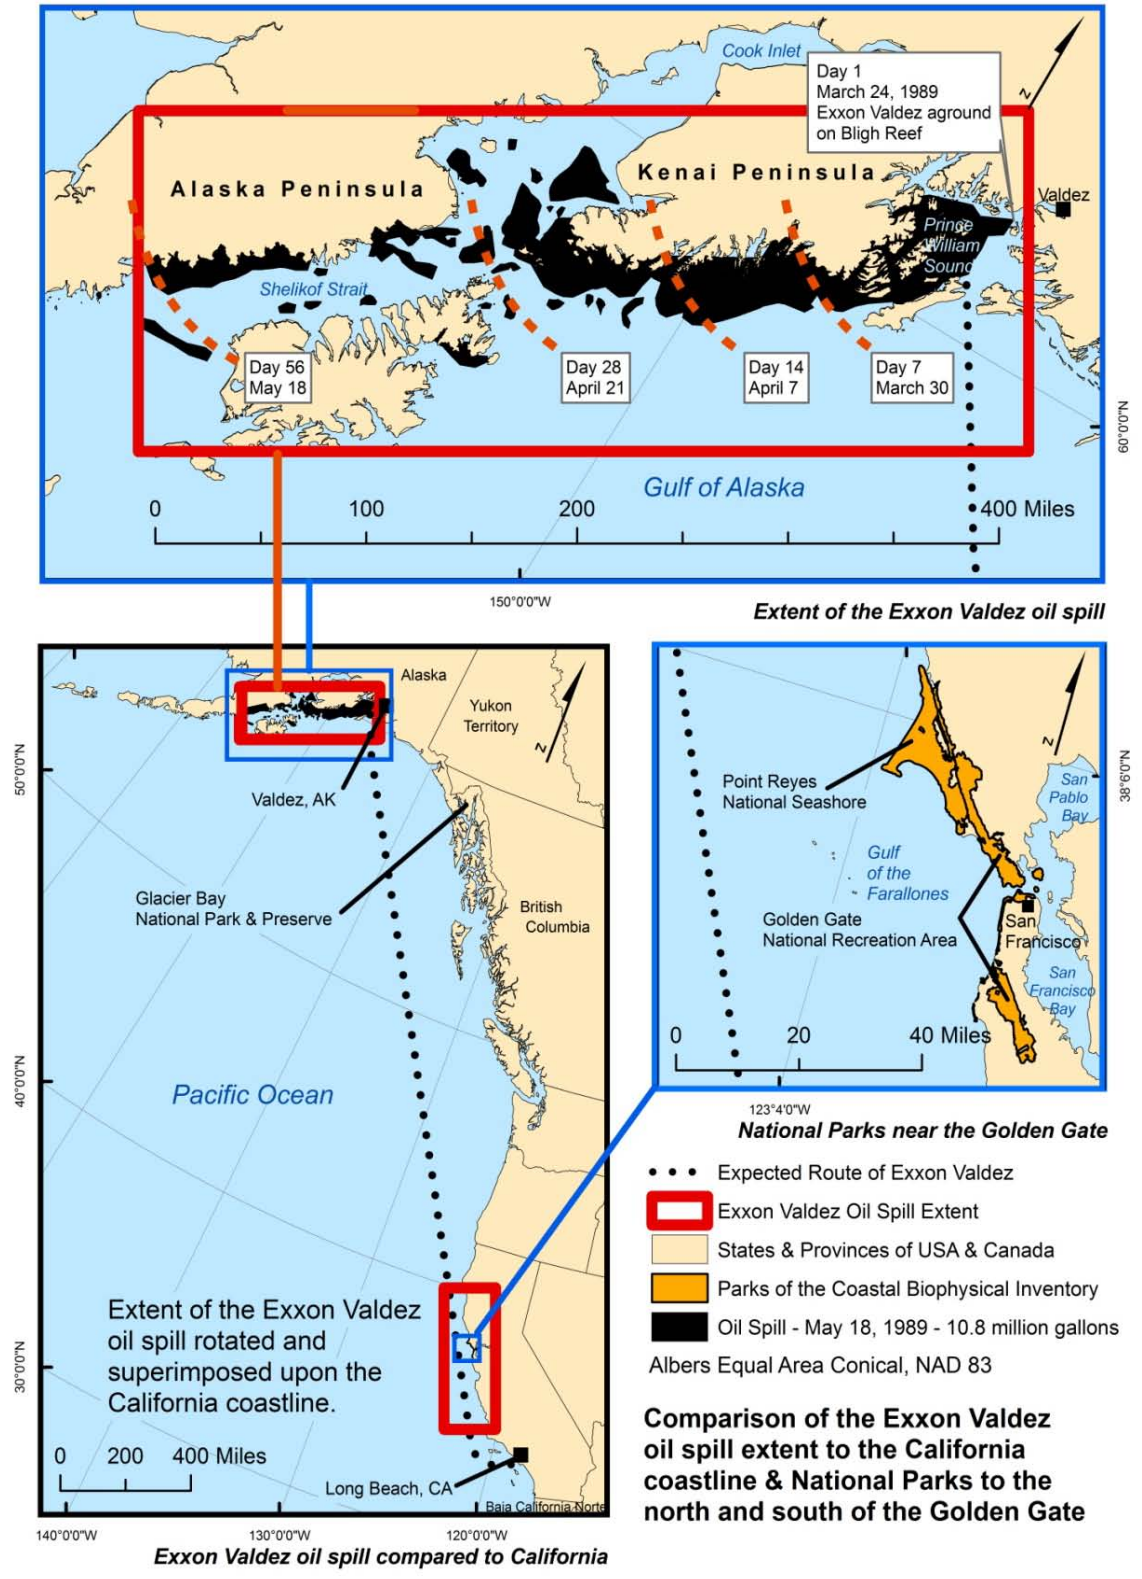 Cook Inlet
Day 1
March 24, 1989
Exxon Valdez aground
on Bligh Reef
N
Alaska Peninsula
Kenai Peninsula
Valdez
Prince
William
Sound
Shelikof Strait
Day 56
May 18
Day 28
April 21
Day 14
April 7
Day 7
March 30
60°0'0"N
Gulf of Alaska
0 100 200 400 Miles
150°0'0"W
Extent of the Exxon Valdez oil spill
Alaska
Yukon
Territory
N
50°0'0"N
Valdez, AK
Glacier Bay
National Park & Preserve
British
Columbia
40°0'0"N
Pacific Ocean
Extent of the Exxon Valdez
oil spill rotated and
superimposed upon the
California coastline.
30°0'0"N
0 200 400 Miles
Long Beach, CA
Baja California Norte
140°0'0"W 130°0'0"W 120°0'0"W
Exxon Valdez oil spill compared to California
N
38°6'0"N
Point Reyes
National Seashore
San
Pablo
Bay
Gulf
of the
Farallones
Golden Gate
National Recreation Area
San
Francisco
San
Francisco
Bay
0 20 40 Miles
123°4'0"W
National Parks near the Golden Gate
Expected Route of Exxon Valdez
Exxon Valdez Oil Spill Extent
States & Provinces of USA & Canada
Parks of the Coastal Biophysical Inventory
Oil Spill - May 18, 1989 - 10.8 million gallons
Albers Equal Area Conical, NAD 83
Comparison of the Exxon Valdez
oil spill extent to the California
coastline & National Parks to the
north and south of the Golden Gate